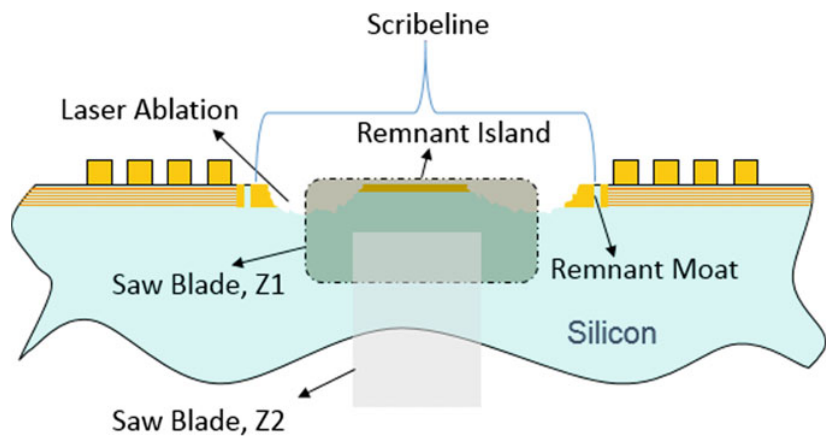 Scribeline
Laser Ablation
Remnant Island
Saw Blade, Z1
Remnant Moat
Silicon
Saw Blade, Z2